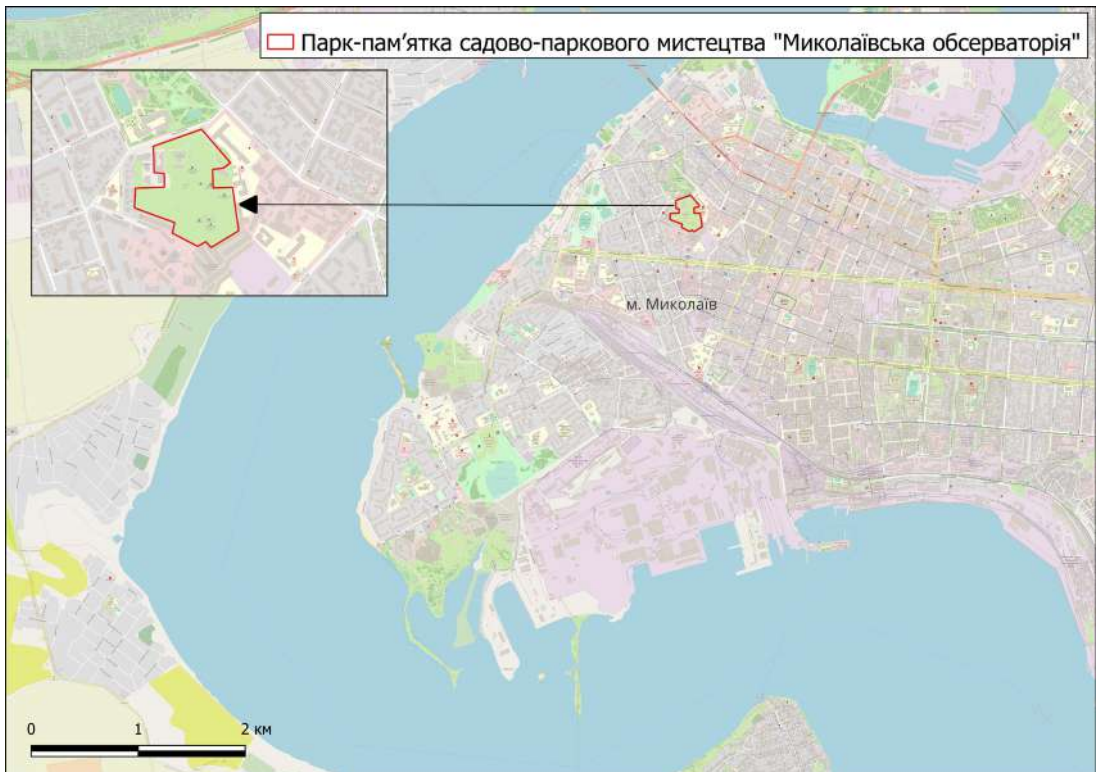 Парк-пам’ятка садово-паркового мистецтва "Миколаївська обсерваторія"
м. Миколаїв
0 1 2 км